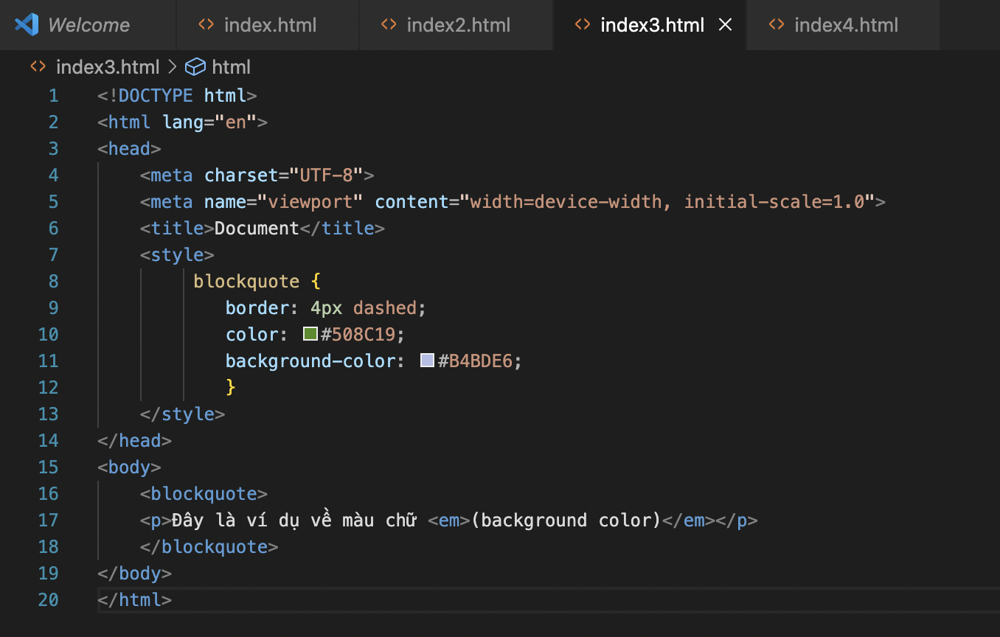 Welcome index.html index2.html index3.html index4.html
index3.html > html
1 <!DOCTYPE html>
2 <html lang="en">
3 <head>
4     <meta charset="UTF-8">
5     <meta name="viewport" content="width=device-width, initial-scale=1.0">
6     <title>Document</title>
7     <style>
8          blockquote {
9             border: 4px dashed;
10            color: #508C19;
11            background-color: #B4BDE6;
12            }
13    </style>
14 </head>
15 <body>
16    <blockquote>
17    <p>Đây là ví dụ về màu chữ <em>(background color)</em></p>
18    </blockquote>
19 </body>
20 </html>